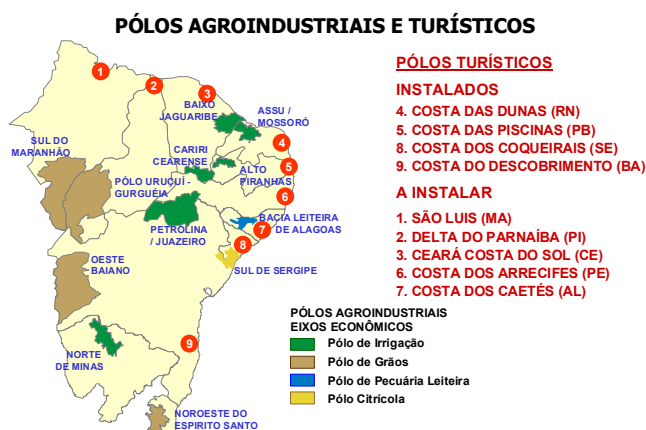 PÓLOS AGROINDUSTRIAIS E TURÍSTICOS
PÓLOS TURÍSTICOS
INSTALADOS
4. COSTA DAS DUNAS (RN)
5. COSTA DAS PISCINAS (PB)
8. COSTA DOS COQUEIRAIS (SE)
9. COSTA DO DESCOBRIMENTO (BA)
A INSTALAR
1. SÃO LUIS (MA)
2. DELTA DO PARNAÍBA (PI)
3. CEARÁ COSTA DO SOL (CE)
6. COSTA DOS ARRECIFES (PE)
7. COSTA DOS CAETÉS (AL)
1
2
3
BAIXO
JAGUARIBE
ASSU /
MOSSORÓ
4
SUL DO
MARANHÃO
CARIRI
CEARENSE
ALTO
PIRANHAS
5
PÓLO URUÇUÍ -
GURGUÉIA
6
PETROLINA
/ JUAZEIRO
BACIA LEITEIRA
DE ALAGOAS
7
8
OESTE
BAIANO
SUL DE SERGIPE
9
NORTE
DE MINAS
NOROESTE DO
ESPIRITO SANTO
PÓLOS AGROINDUSTRIAIS
EIXOS ECONÔMICOS
Pólo de Irrigação
Pólo de Grãos
Pólo de Pecuária Leiteira
Pólo Citrícola